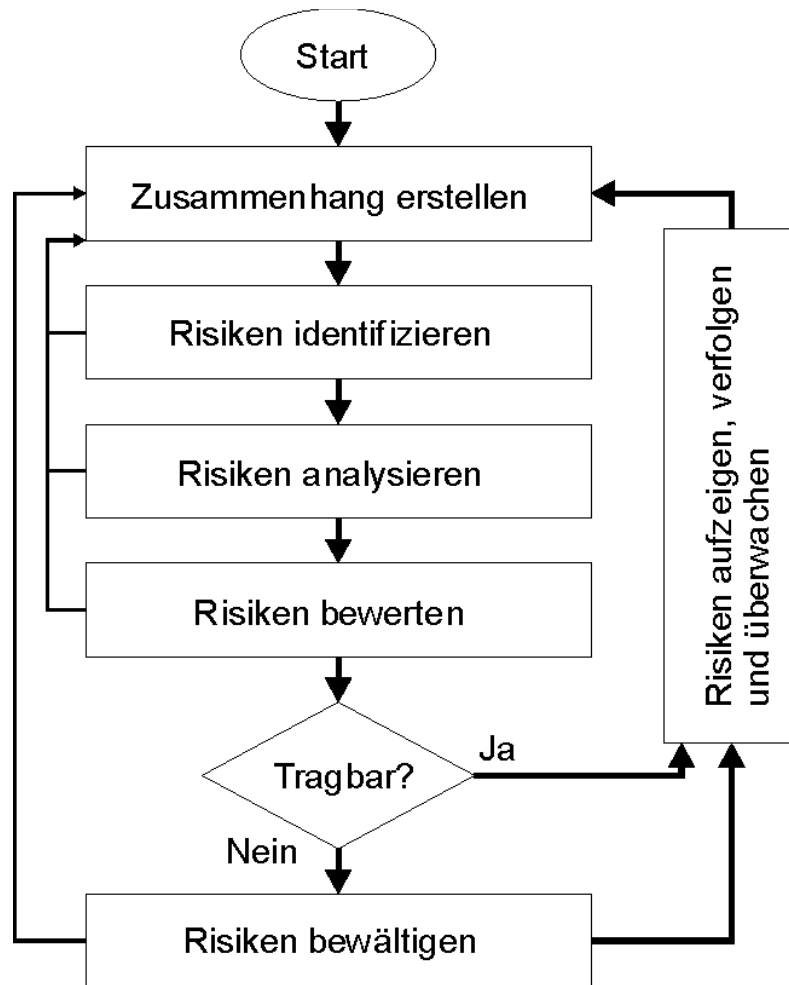 Start
Zusammenhang erstellen
Risiken identifizieren
Risiken analysieren
Risiken bewerten
Tragbar?
Ja
Nein
Risiken bewältigen
Risiken aufzeigen, verfolgen
und überwachen